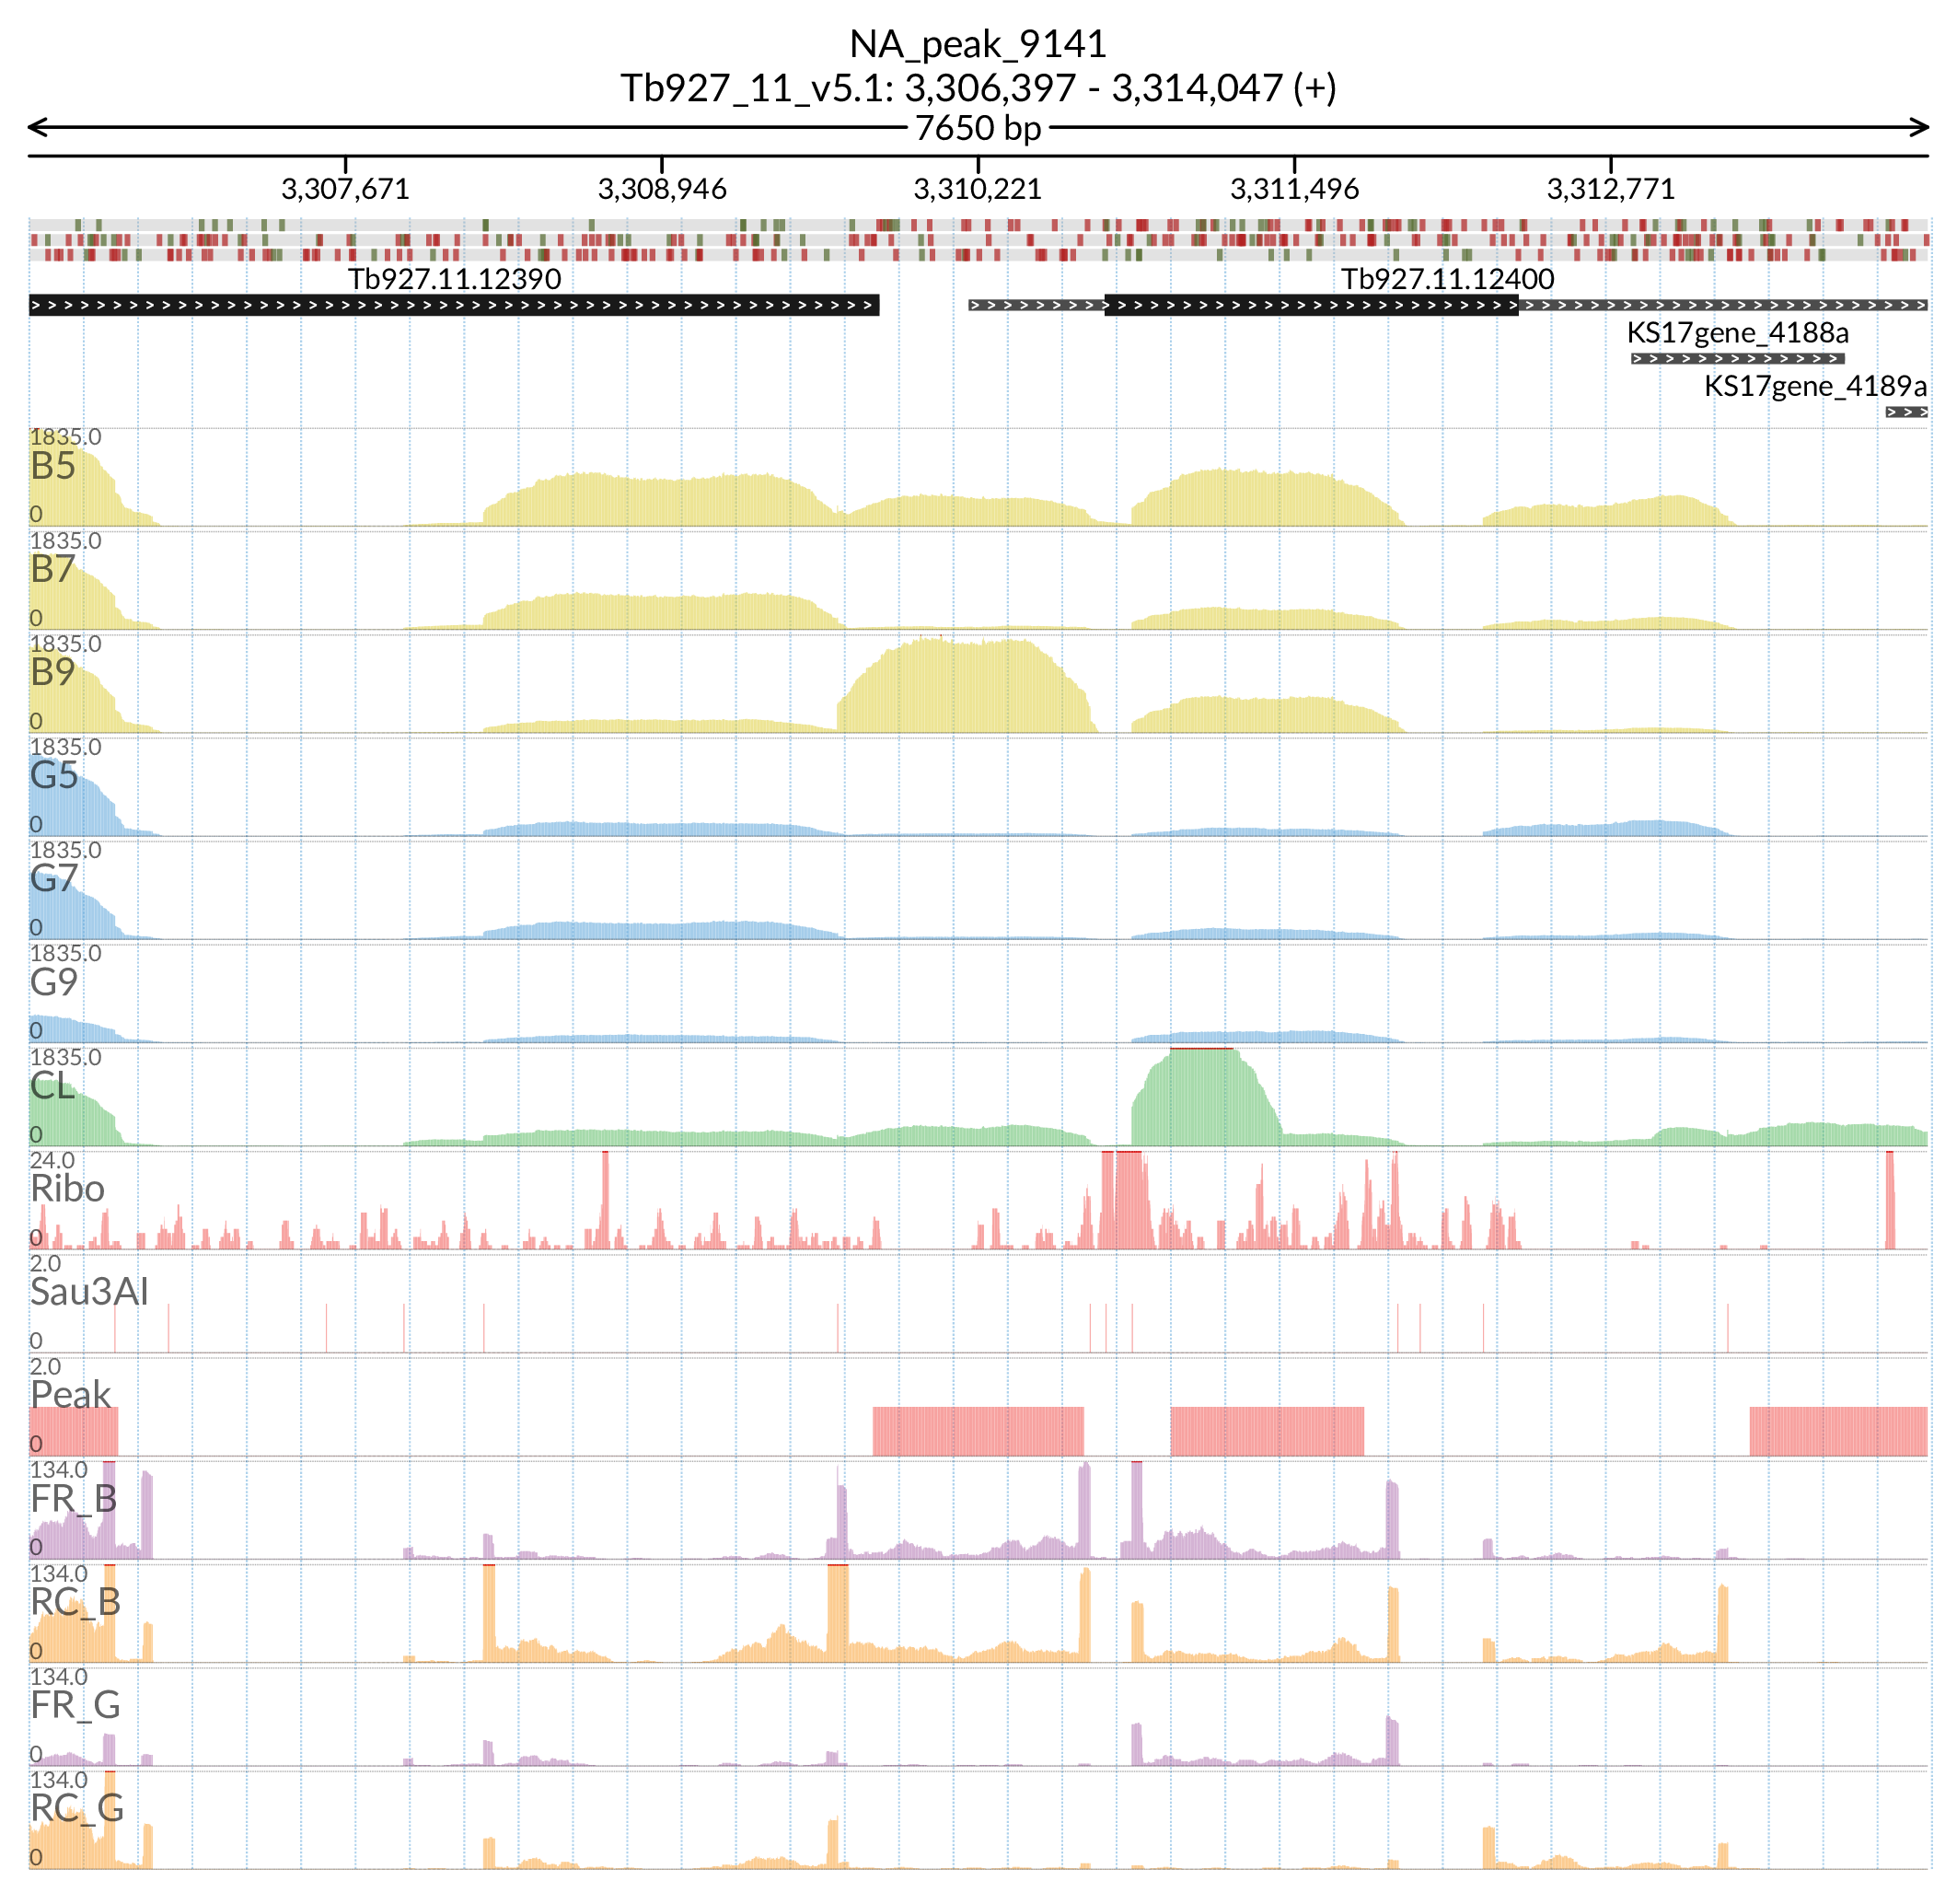 NA_peak_9141
Tb927_11_v5.1: 3,306,397 - 3,314,047 (+)
7650 bp
3,307,671 3,308,946 3,310,221 3,311,496 3,312,771
Tb927.11.12390 Tb927.11.12400
KS17gene_4188a
KS17gene_4189a
1835.0
B5
0
1835.0
B7
0
1835.0
B9
0
1835.0
G5
0
1835.0
G7
0
1835.0
G9
0
1835.0
CL
0
24.0
Ribo
0
2.0
Sau3AI
0
2.0
Peak
0
134.0
FR_B
0
134.0
RC_B
0
134.0
FR_G
0
134.0
RC_G
0